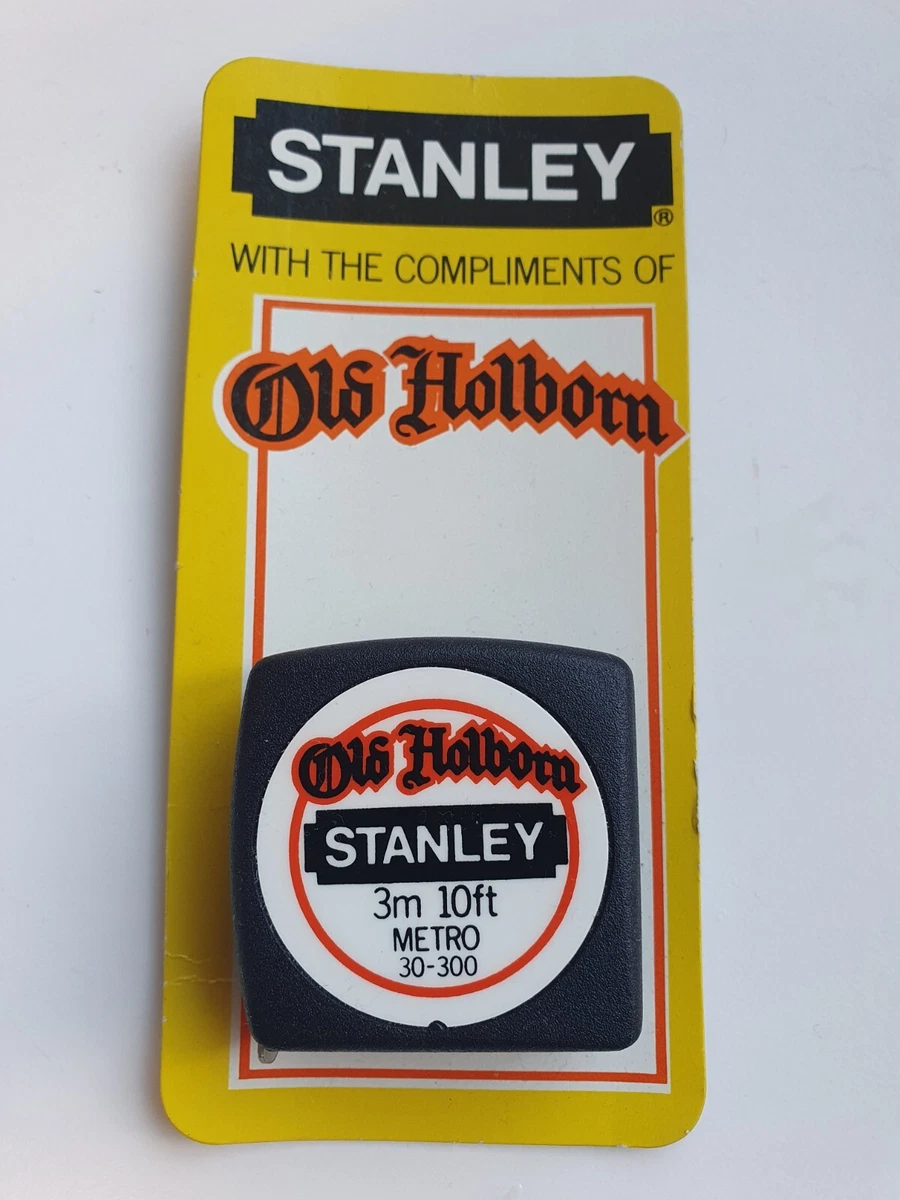 STANLEY
®
WITH THE COMPLIMENTS OF
Old Holborn
Old Holborn
STANLEY
3m 10ft
METRO
30-300